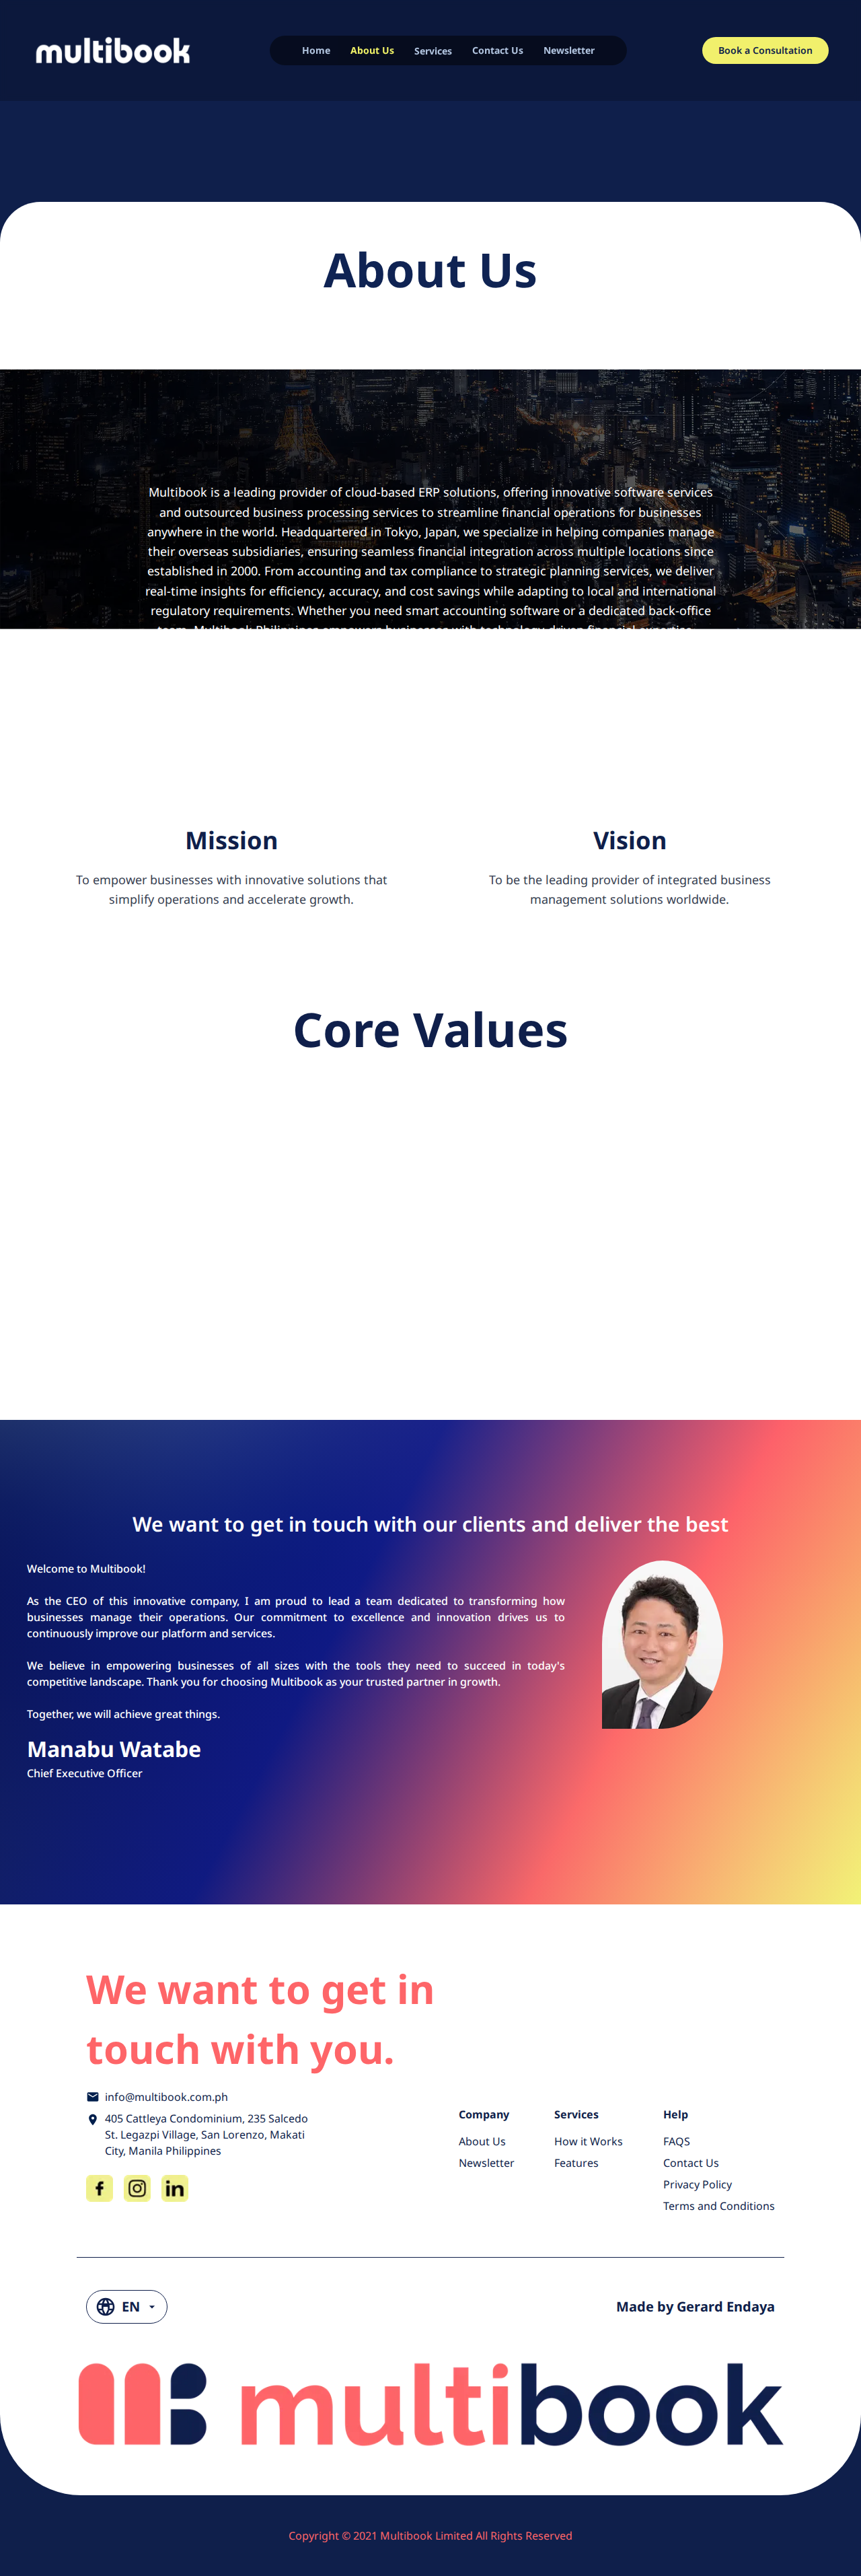 multibook
Home About Us Services Contact Us Newsletter
Book a Consultation
About Us
Multibook is a leading provider of cloud-based ERP solutions, offering innovative software services
and outsourced business processing services to streamline financial operations for businesses
anywhere in the world. Headquartered in Tokyo, Japan, we specialize in helping companies manage
their overseas subsidiaries, ensuring seamless financial integration across multiple locations since
established in 2000. From accounting and tax compliance to strategic planning services, we deliver
real-time insights for efficiency, accuracy, and cost savings while adapting to local and international
regulatory requirements. Whether you need smart accounting software or a dedicated back-office
team, Multibook Philippines empowers businesses with technology-driven financial expertise.
Mission
To empower businesses with innovative solutions that
simplify operations and accelerate growth.
Vision
To be the leading provider of integrated business
management solutions worldwide.
Core Values
We want to get in touch with our clients and deliver the best
Welcome to Multibook!
As the CEO of this innovative company, I am proud to lead a team dedicated to transforming how
businesses manage their operations. Our commitment to excellence and innovation drives us to
continuously improve our platform and services.
We believe in empowering businesses of all sizes with the tools they need to succeed in today's
competitive landscape. Thank you for choosing Multibook as your trusted partner in growth.
Together, we will achieve great things.
Manabu Watabe
Chief Executive Officer
We want to get in
touch with you.
info@multibook.com.ph
405 Cattleya Condominium, 235 Salcedo
St. Legazpi Village, San Lorenzo, Makati
City, Manila Philippines
Company
About Us
Newsletter
Services
How it Works
Features
Help
FAQS
Contact Us
Privacy Policy
Terms and Conditions
EN
Made by Gerard Endaya
multibook
Copyright © 2021 Multibook Limited All Rights Reserved